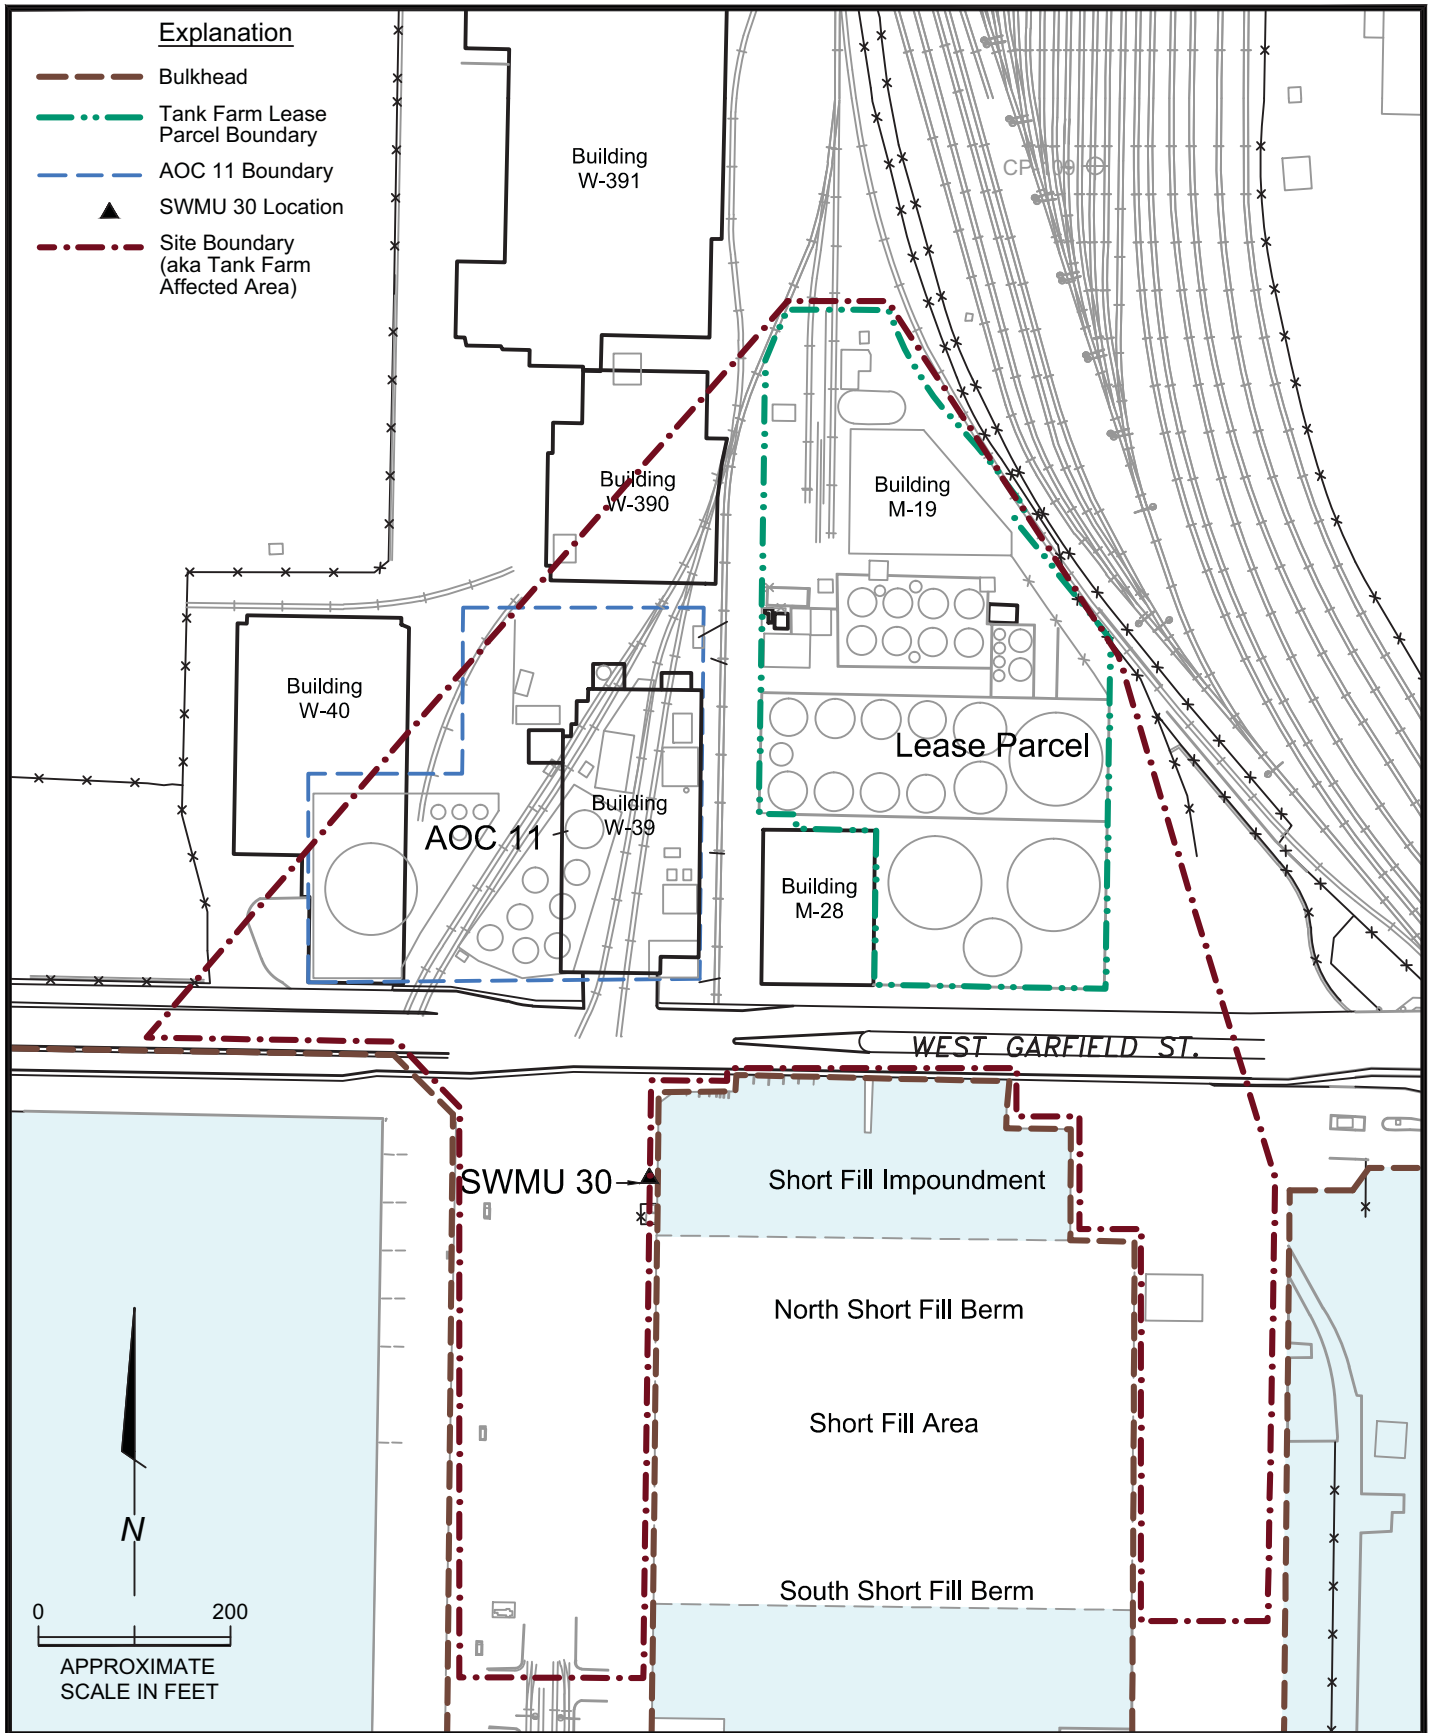 Explanation
Bulkhead
Tank Farm Lease
Parcel Boundary
AOC 11 Boundary
SWMU 30 Location
Site Boundary
(aka Tank Farm
Affected Area)
Building
W-391
Building
W-390
Building
M-19
Building
W-40
Lease Parcel
Building
W-39
AOC 11
Building
M-28
WEST GARFIELD ST.
SWMU 30
Short Fill Impoundment
North Short Fill Berm
Short Fill Area
South Short Fill Berm
N
0 200
APPROXIMATE
SCALE IN FEET